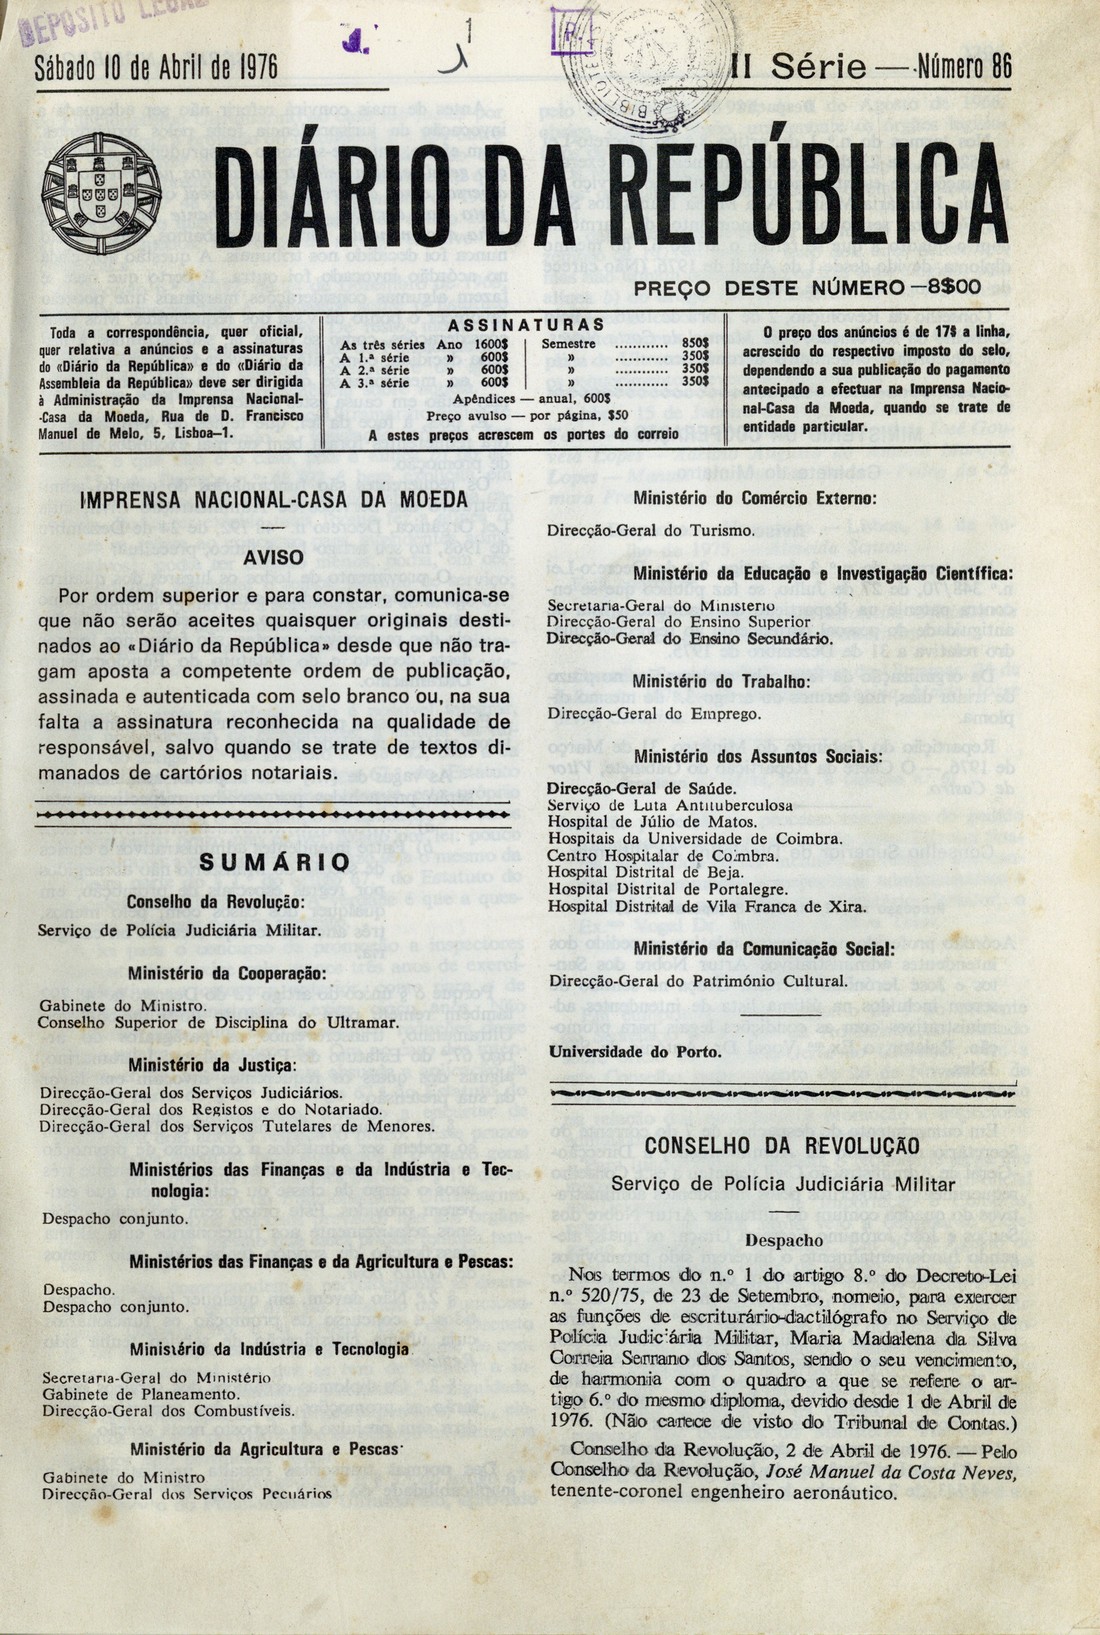 DEPÓSITO LEGAL
1
R.
Sábado 10 de Abril de 1976
II Série — Número 86
DIÁRIO DA REPÚBLICA
PREÇO DESTE NÚMERO — 8$00
Toda a correspondência, quer oficial,
quer relativa a anúncios e a assinaturas
do «Diário da República» e do «Diário da
Assembleia da República» deve ser dirigida
à Administração da Imprensa Nacional-
-Casa da Moeda, Rua de D. Francisco
Manuel de Melo, 5, Lisboa-1.
ASSINATURAS
As três séries Ano 1600$ Semestre ............ 850$
A 1.ª série » 600$ » ............ 350$
A 2.ª série » 600$ » ............ 350$
A 3.ª série » 600$ » ............ 350$
Apêndices — anual, 600$
Preço avulso — por página, $50
A estes preços acrescem os portes do correio
O preço dos anúncios é de 17$ a linha,
acrescido do respectivo imposto do selo,
dependendo a sua publicação do pagamento
antecipado a efectuar na Imprensa Nacio-
nal-Casa da Moeda, quando se trate de
entidade particular.
IMPRENSA NACIONAL-CASA DA MOEDA
AVISO
Por ordem superior e para constar, comunica-se
que não serão aceites quaisquer originais desti-
nados ao «Diário da República» desde que não tra-
gam aposta a competente ordem de publicação,
assinada e autenticada com selo branco ou, na sua
falta a assinatura reconhecida na qualidade de
responsável, salvo quando se trate de textos di-
manados de cartórios notariais.
SUMÁRIO
Conselho da Revolução:
Serviço de Polícia Judiciária Militar.
Ministério da Cooperação:
Gabinete do Ministro.
Conselho Superior de Disciplina do Ultramar.
Ministério da Justiça:
Direcção-Geral dos Serviços Judiciários.
Direcção-Geral dos Registos e do Notariado.
Direcção-Geral dos Serviços Tutelares de Menores.
Ministérios das Finanças e da Indústria e Tec-
nologia:
Despacho conjunto.
Ministérios das Finanças e da Agricultura e Pescas:
Despacho.
Despacho conjunto.
Ministério da Indústria e Tecnologia
Secretaria-Geral do Ministério
Gabinete de Planeamento.
Direcção-Geral dos Combustíveis.
Ministério da Agricultura e Pescas
Gabinete do Ministro
Direcção-Geral dos Serviços Pecuários
Ministério do Comércio Externo:
Direcção-Geral do Turismo.
Ministério da Educação e Investigação Científica:
Secretaria-Geral do Ministério
Direcção-Geral do Ensino Superior
Direcção-Geral do Ensino Secundário.
Ministério do Trabalho:
Direcção-Geral do Emprego.
Ministério dos Assuntos Sociais:
Direcção-Geral de Saúde.
Serviço de Luta Antituberculosa
Hospital de Júlio de Matos.
Hospitais da Universidade de Coimbra.
Centro Hospitalar de Coimbra.
Hospital Distrital de Beja.
Hospital Distrital de Portalegre.
Hospital Distrital de Vila Franca de Xira.
Ministério da Comunicação Social:
Direcção-Geral do Património Cultural.
Universidade do Porto.
CONSELHO DA REVOLUÇÃO
Serviço de Polícia Judiciária Militar
Despacho
Nos termos do n.º 1 do artigo 8.º do Decreto-Lei
n.º 520/75, de 23 de Setembro, nomeio, para exercer
as funções de escriturário-dactilógrafo no Serviço de
Polícia Judiciária Militar, Maria Madalena da Silva
Correia Serrano dos Santos, sendo o seu vencimento,
de harmonia com o quadro a que se refere o ar-
tigo 6.º do mesmo diploma, devido desde 1 de Abril de
1976. (Não carece de visto do Tribunal de Contas.)
Conselho da Revolução, 2 de Abril de 1976. — Pelo
Conselho da Revolução, José Manuel da Costa Neves,
tenente-coronel engenheiro aeronáutico.